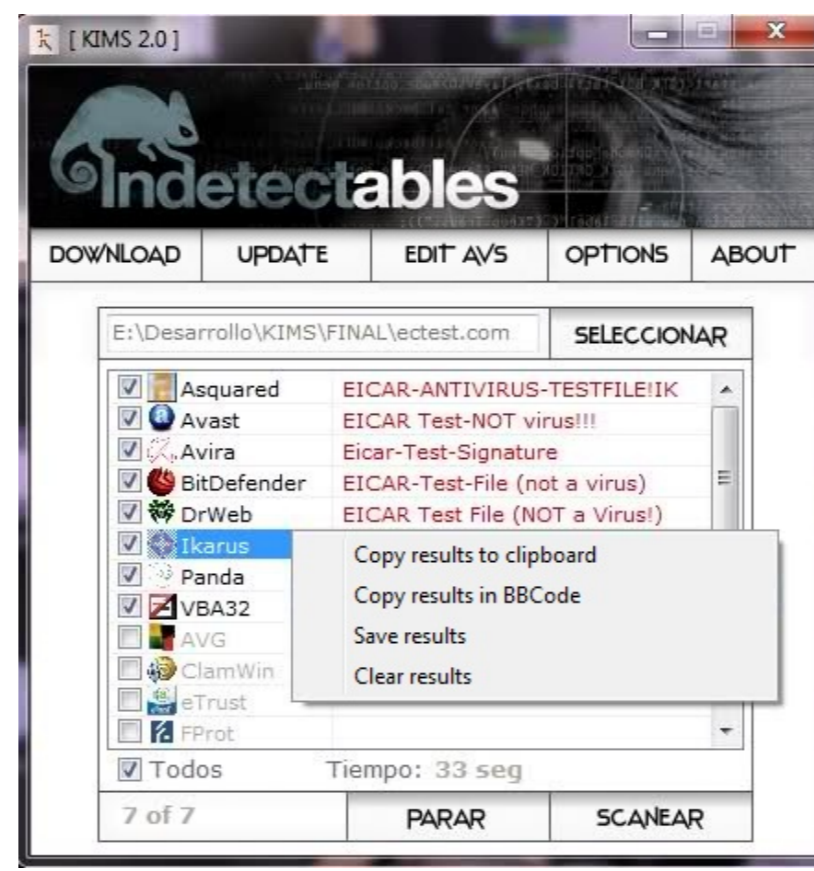 [ KIMS 2.0 ]
Indetectables
DOWNLOAD UPDATE EDIT AVS OPTIONS ABOUT
E:\Desarrollo\KIMS\FINAL\ectest.com SELECCIONAR
Asquared EICAR-ANTIVIRUS-TESTFILE!IK
Avast EICAR Test-NOT virus!!!
Avira Eicar-Test-Signature
BitDefender EICAR-Test-File (not a virus)
DrWeb EICAR Test File (NOT a Virus!)
Ikarus
Panda
VBA32
AVG
ClamWin
eTrust
FProt
Copy results to clipboard
Copy results in BBCode
Save results
Clear results
Todos Tiempo: 33 seg
7 of 7 PARAR SCANEAR